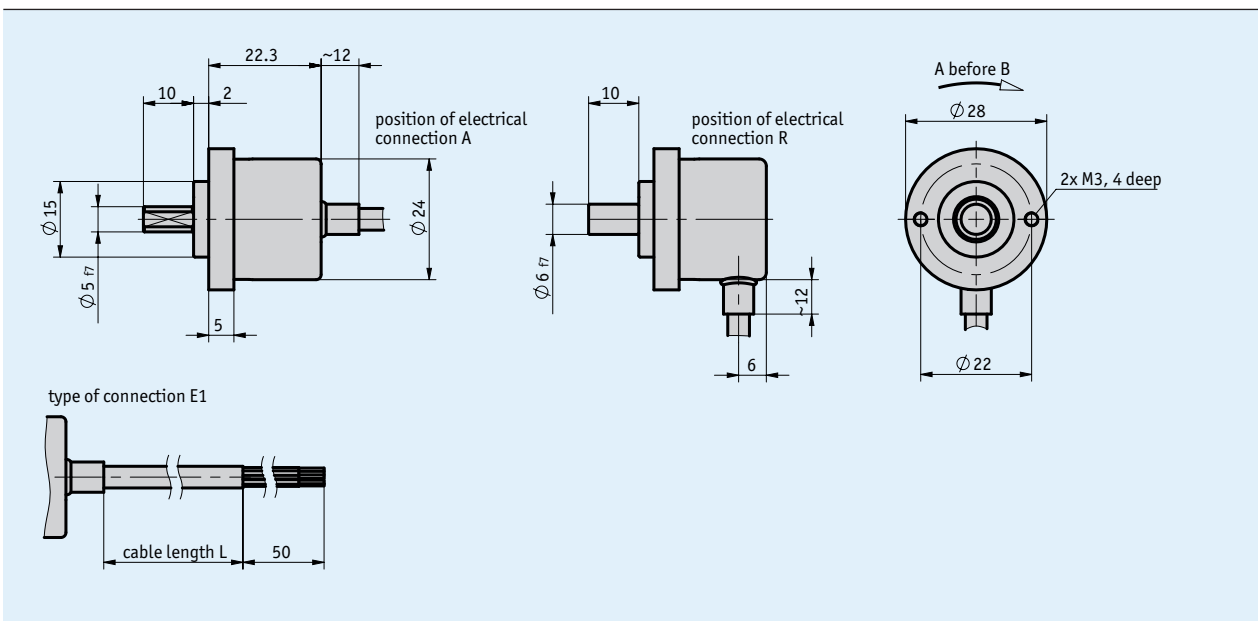 22.3
~12
10
2
position of electrical
connection A
Ø 15
Ø 5 f7
Ø 24
5
10
position of electrical
connection R
Ø 6 f7
~12
6
A before B
Ø 28
2x M3, 4 deep
Ø 22
type of connection E1
cable length L
50